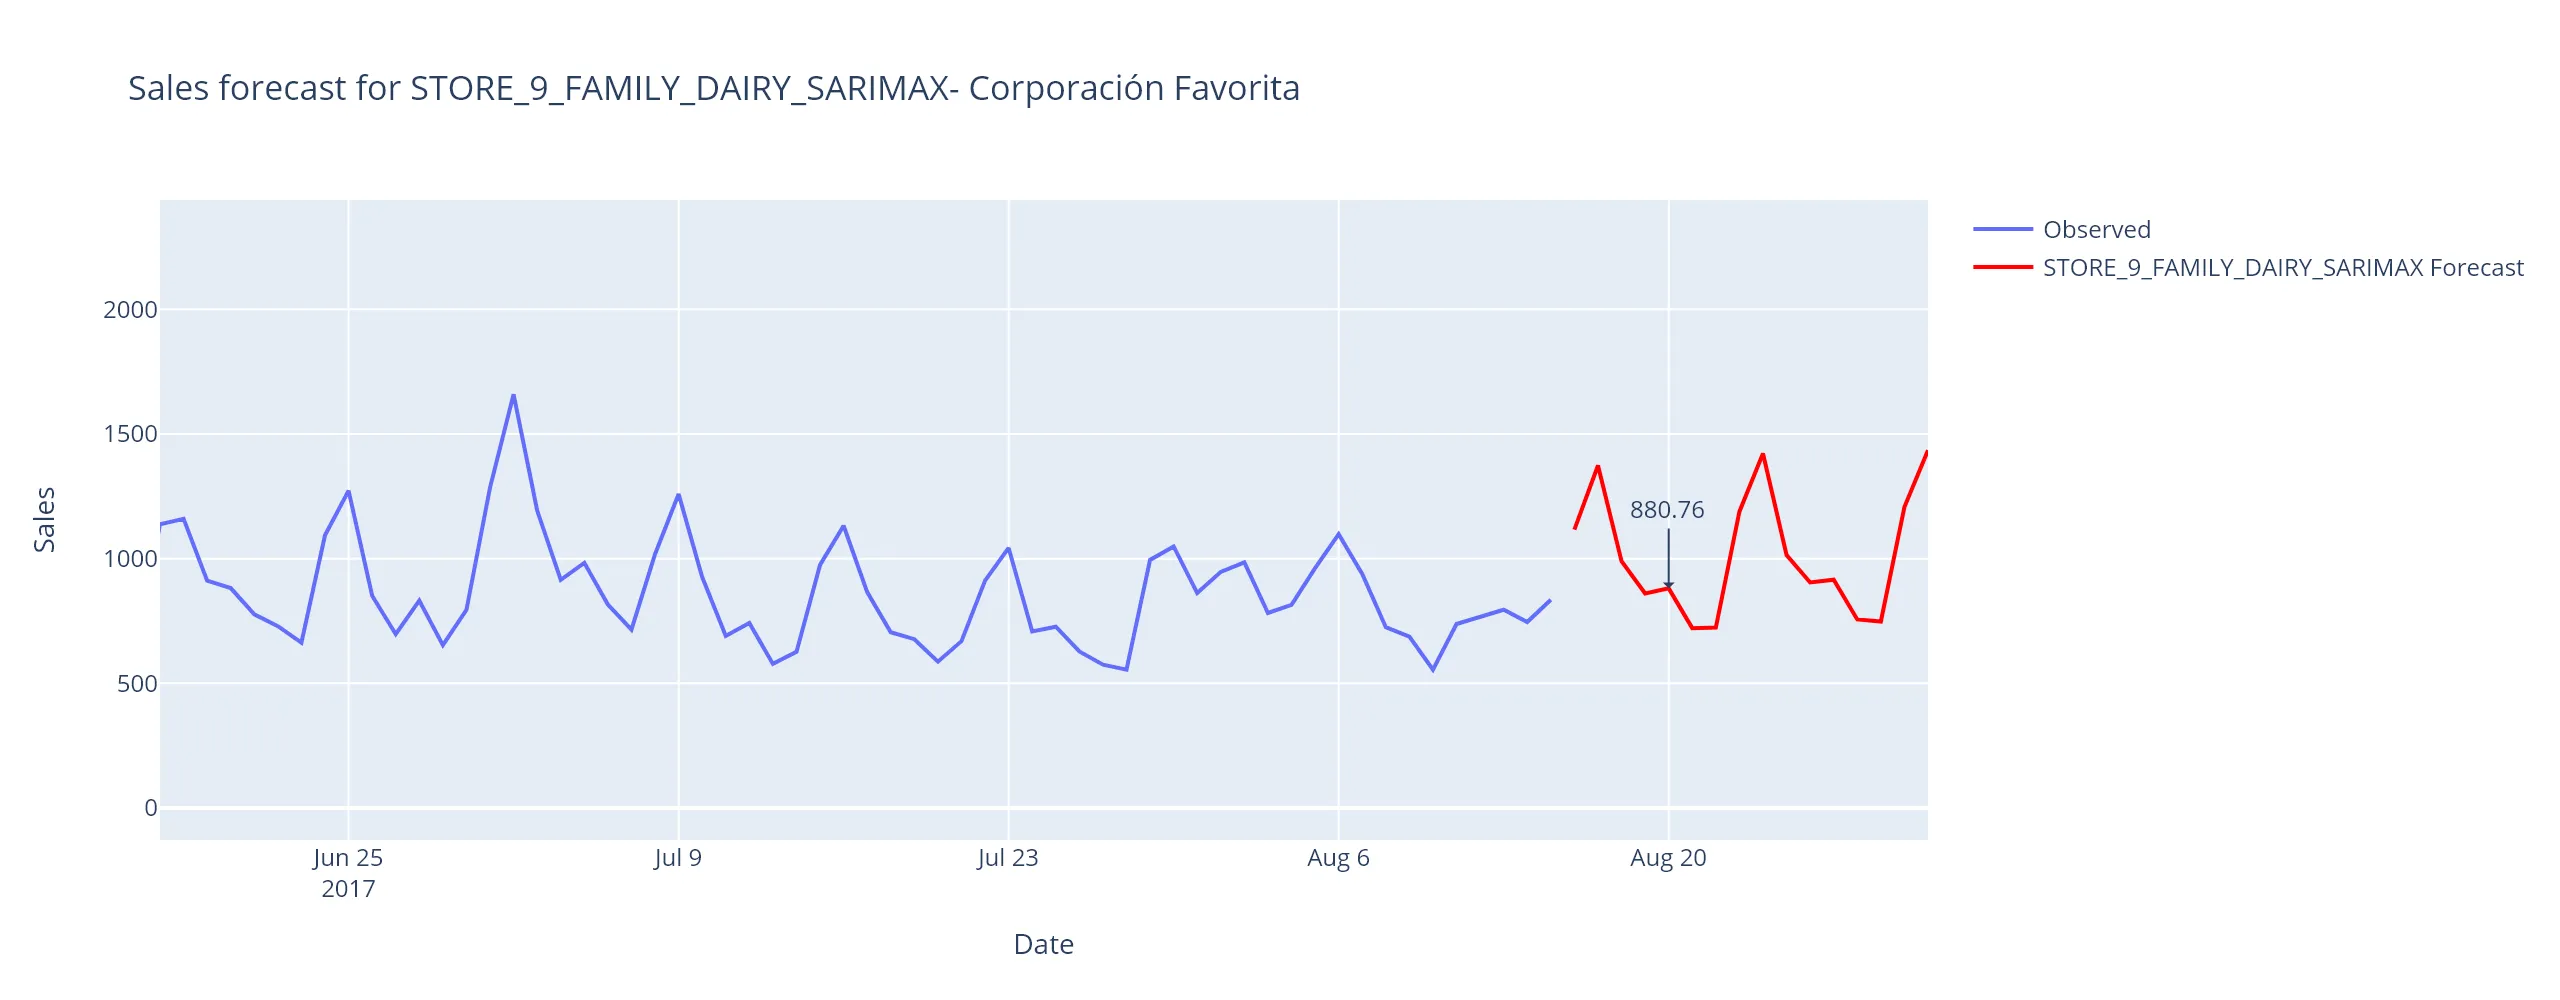 Sales forecast for STORE_9_FAMILY_DAIRY_SARIMAX- Corporación Favorita
Observed
STORE_9_FAMILY_DAIRY_SARIMAX Forecast
2000
1500
1000
500
0
Sales
880.76
Jun 25
2017
Jul 9
Jul 23
Aug 6
Aug 20
Date